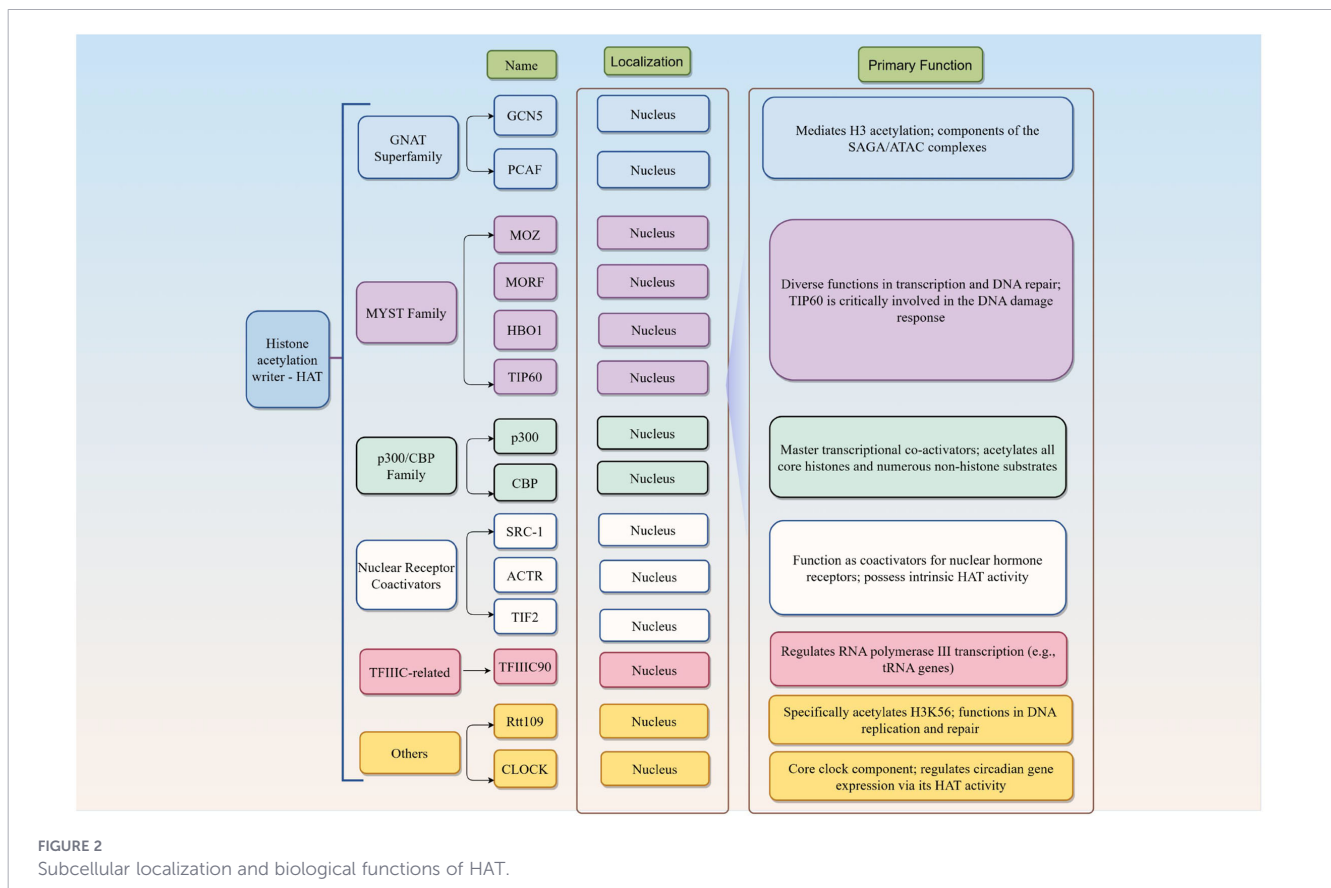 Name
Localization
Primary Function
Histone
acetylation
writer - HAT
GNAT
Superfamily
GCN5
Nucleus
PCAF
Nucleus
Mediates H3 acetylation; components of the
SAGA/ATAC complexes
MYST Family
MOZ
Nucleus
MORF
Nucleus
HBO1
Nucleus
TIP60
Nucleus
Diverse functions in transcription and DNA repair;
TIP60 is critically involved in the DNA damage
response
p300/CBP
Family
p300
Nucleus
CBP
Nucleus
Master transcriptional co-activators; acetylates all
core histones and numerous non-histone substrates
Nuclear Receptor
Coactivators
SRC-1
Nucleus
ACTR
Nucleus
TIF2
Nucleus
Function as coactivators for nuclear hormone
receptors; possess intrinsic HAT activity
TFIIIC-related
TFIIIC90
Nucleus
Regulates RNA polymerase III transcription (e.g.,
tRNA genes)
Others
Rtt109
Nucleus
Specifically acetylates H3K56; functions in DNA
replication and repair
CLOCK
Nucleus
Core clock component; regulates circadian gene
expression via its HAT activity
FIGURE 2
Subcellular localization and biological functions of HAT.